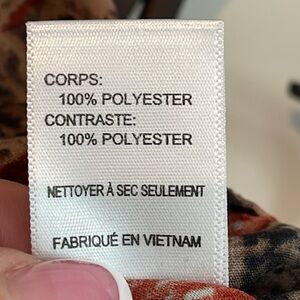 CORPS:
100% POLYESTER
CONTRASTE:
100% POLYESTER
NETTOYER À SEC SEULEMENT
FABRIQUÉ EN VIETNAM